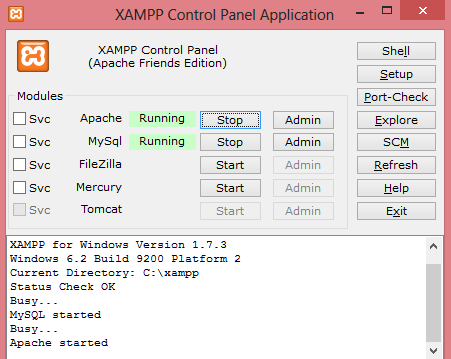 XAMPP Control Panel Application
XAMPP Control Panel
(Apache Friends Edition)
Shell
Setup
Port-Check
Explore
SCM
Refresh
Help
Exit
Modules
Svc Apache Running Stop Admin
Svc MySql Running Stop Admin
Svc FileZilla Start Admin
Svc Mercury Start Admin
Svc Tomcat Start Admin
XAMPP for Windows Version 1.7.3
Windows 6.2 Build 9200 Platform 2
Current Directory: C:\xampp
Status Check OK
Busy...
MySQL started
Busy...
Apache started